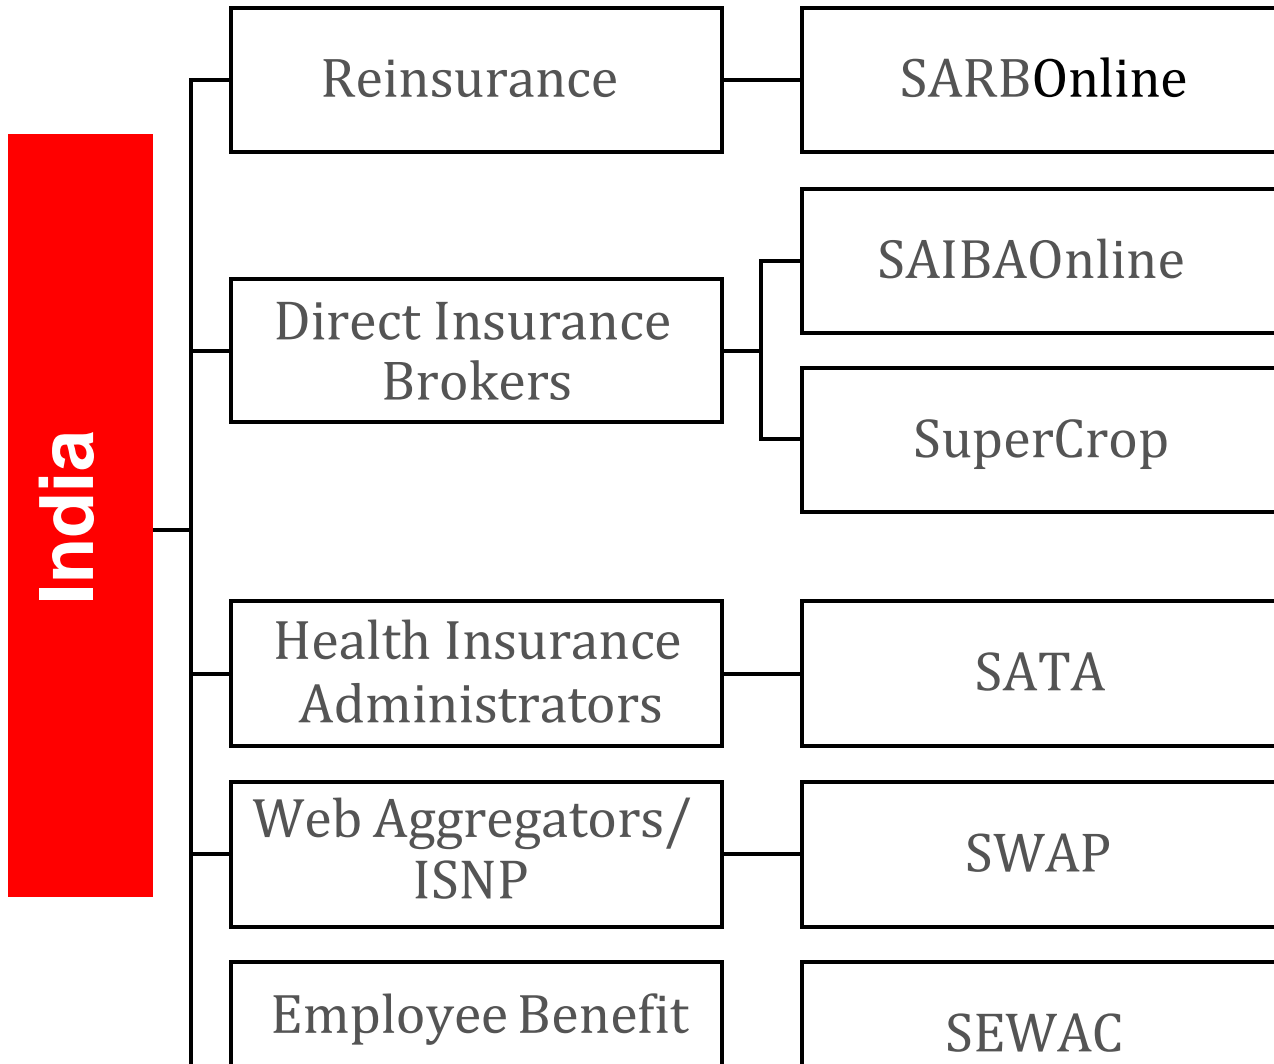 India
Reinsurance
SARBOnline
Direct Insurance
Brokers
SAIBAOnline
SuperCrop
Health Insurance
Administrators
SATA
Web Aggregators/
ISNP
SWAP
Employee Benefit
SEWAC